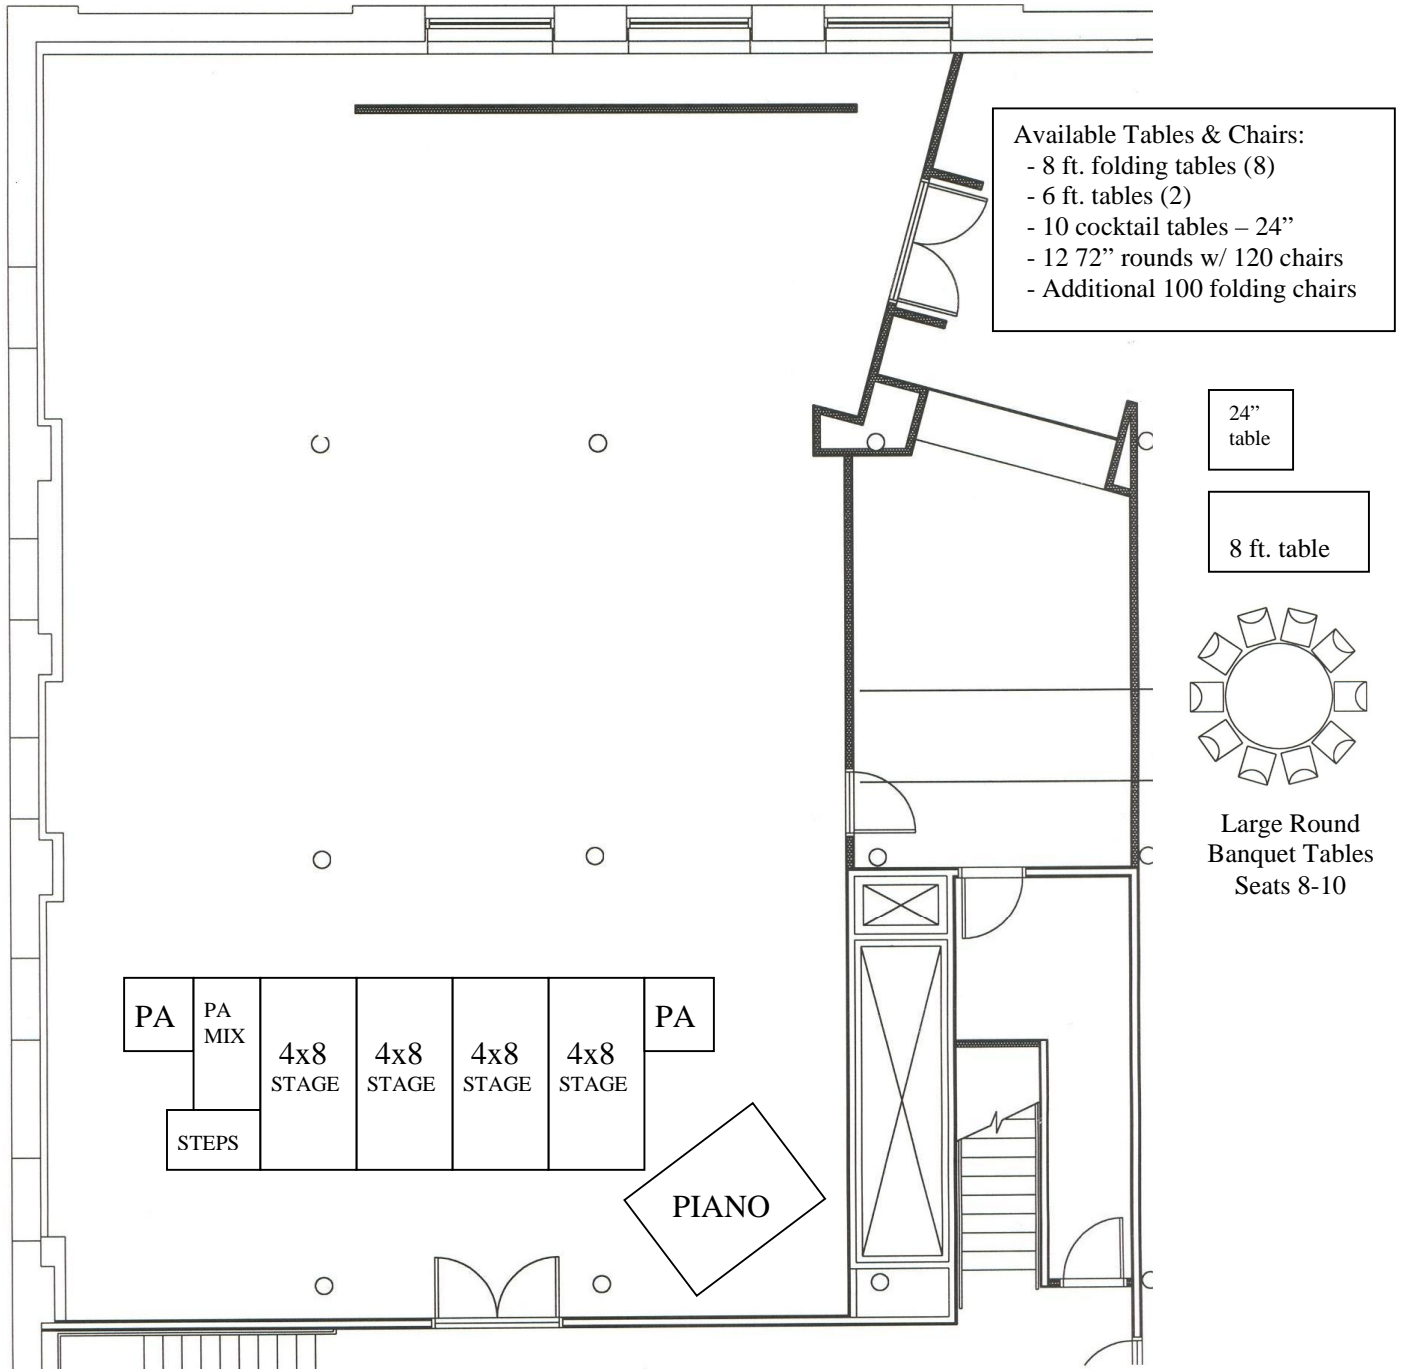 Available Tables & Chairs:
- 8 ft. folding tables (8)
- 6 ft. tables (2)
- 10 cocktail tables – 24”
- 12 72” rounds w/ 120 chairs
- Additional 100 folding chairs
24”
table
8 ft. table
Large Round
Banquet Tables
Seats 8-10
PA
PA
MIX
4x8
STAGE
4x8
STAGE
4x8
STAGE
4x8
STAGE
PA
STEPS
PIANO